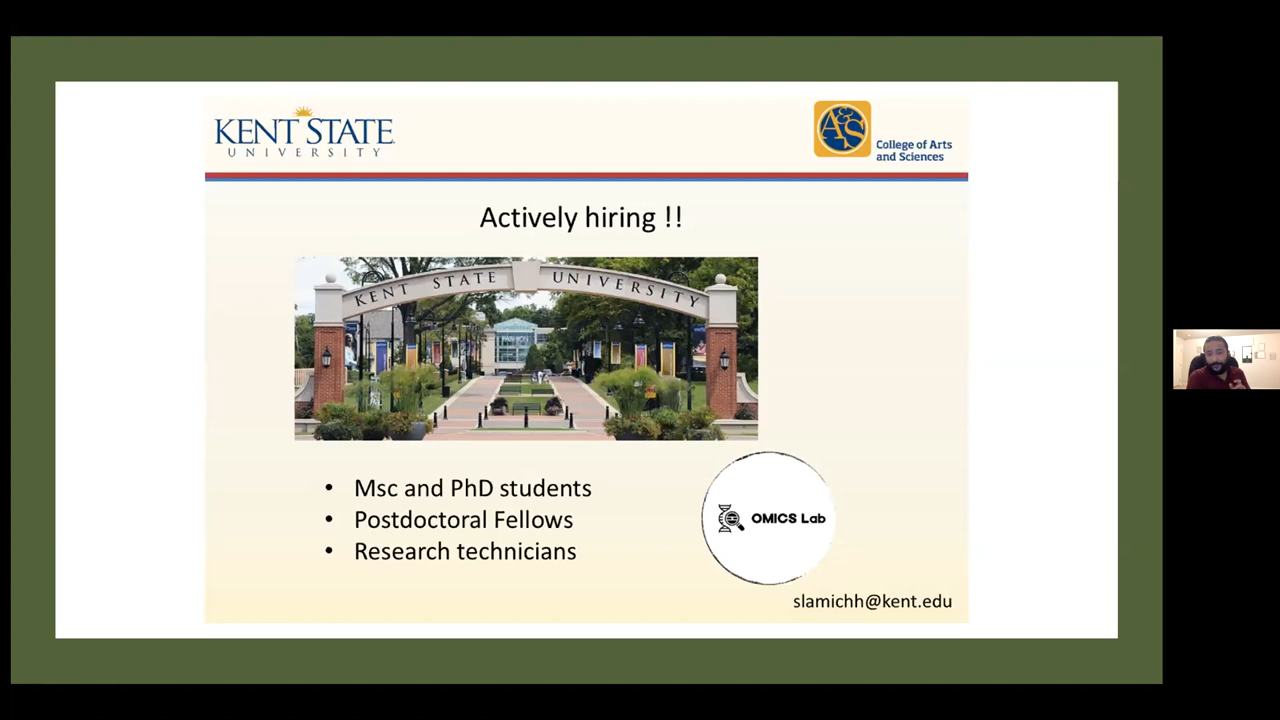 KENT STATE
UNIVERSITY
A&S
College of Arts
and Sciences
Actively hiring !!
KENT STATE UNIVERSITY
• Msc and PhD students
• Postdoctoral Fellows
• Research technicians
OMICS Lab
slamichh@kent.edu